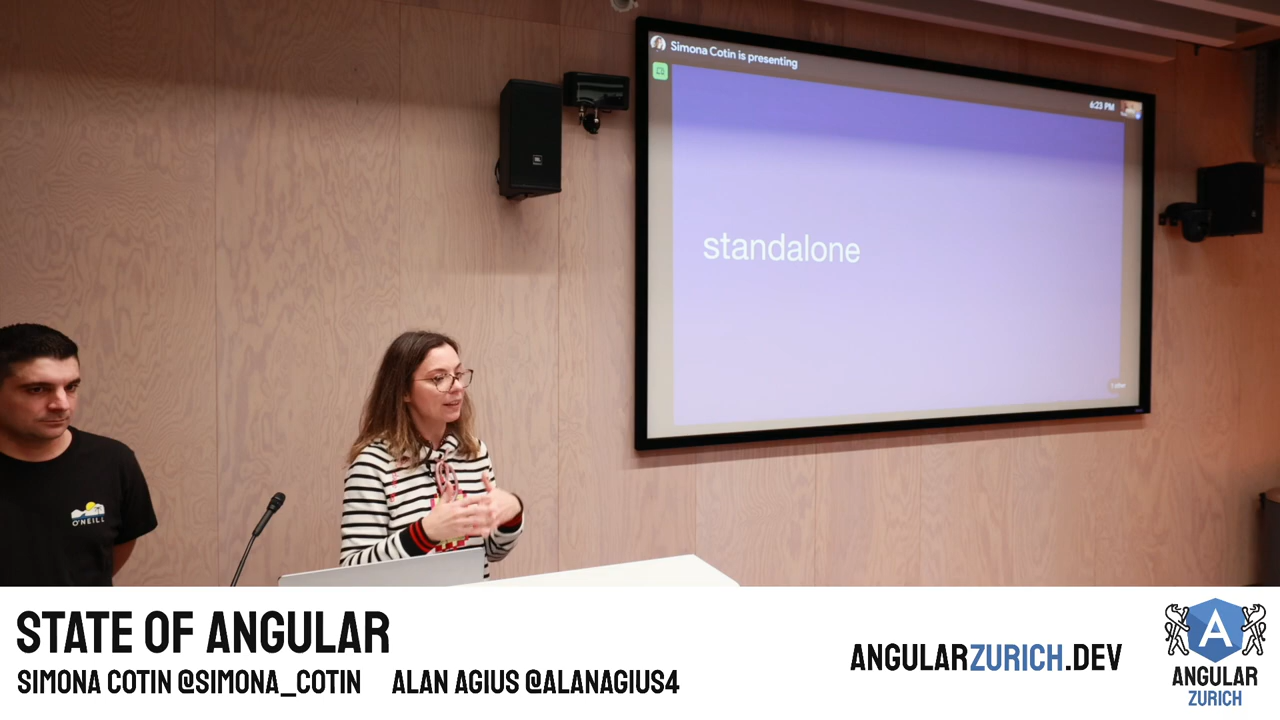 Simona Cotin is presenting
6:23 PM
standalone
JBL
O'NEILL
STATE OF ANGULAR
SIMONA COTIN @SIMONA_COTIN ALAN AGIUS @ALANAGIUS4
ANGULARZURICH.DEV
A
ANGULAR
ZURICH